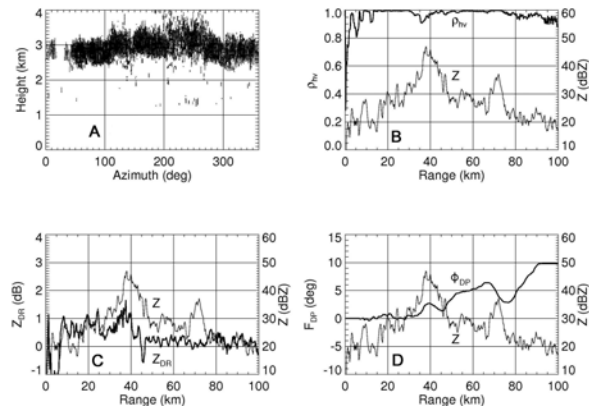 4
3
2
1
0
Height (km)
0 100 200 300
Azimuth (deg)
A
1.0
0.8
0.6
0.4
0.2
0.0
ρhv
60
50
40
30
20
10
Z (dBZ)
ρhv
Z
B
0 20 40 60 80 100
Range (km)
4
3
2
1
0
-1
ZDR (dB)
60
50
40
30
20
10
Z (dBZ)
Z
C
ZDR
0 20 40 60 80 100
Range (km)
15
10
5
0
-5
-10
FDP (deg)
60
50
40
30
20
10
Z (dBZ)
ϕDP
Z
D
0 20 40 60 80 100
Range (km)